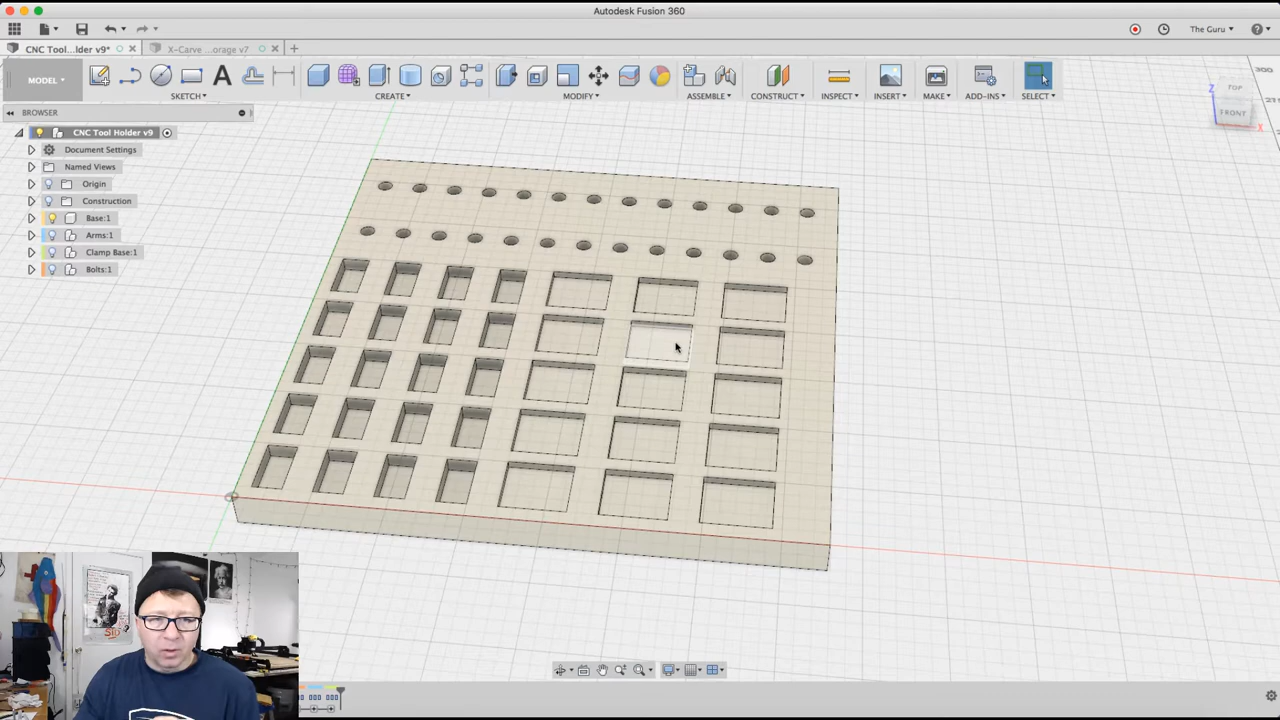 Autodesk Fusion 360
The Guru
CNC Tool...lder v9*
X-Carve ...orage v7
MODEL
SKETCH
CREATE
MODIFY
ASSEMBLE
CONSTRUCT
INSPECT
INSERT
MAKE
ADD-INS
SELECT
TOP
FRONT
Z
X
BROWSER
CNC Tool Holder v9
Document Settings
Named Views
Origin
Construction
Base:1
Arms:1
Clamp Base:1
Bolts:1